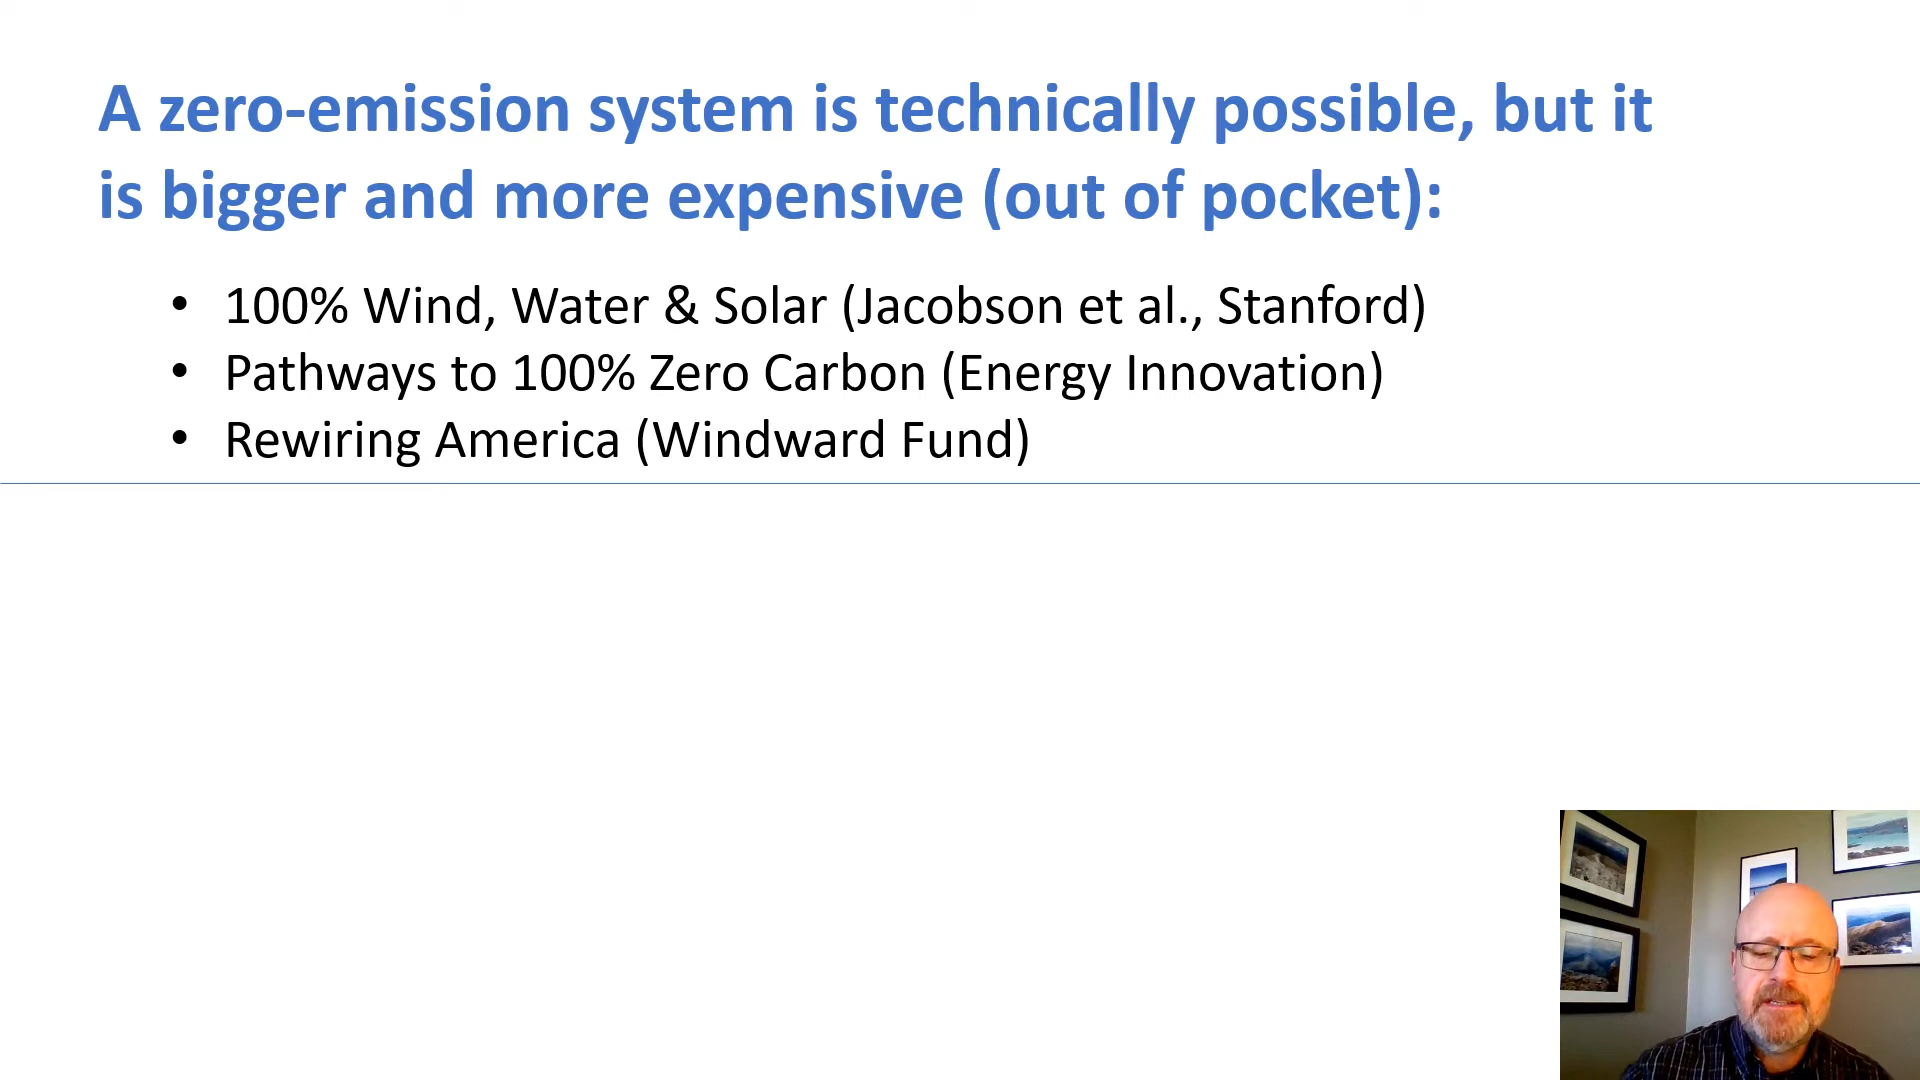 A zero-emission system is technically possible, but it
is bigger and more expensive (out of pocket):
• 100% Wind, Water & Solar (Jacobson et al., Stanford)
• Pathways to 100% Zero Carbon (Energy Innovation)
• Rewiring America (Windward Fund)